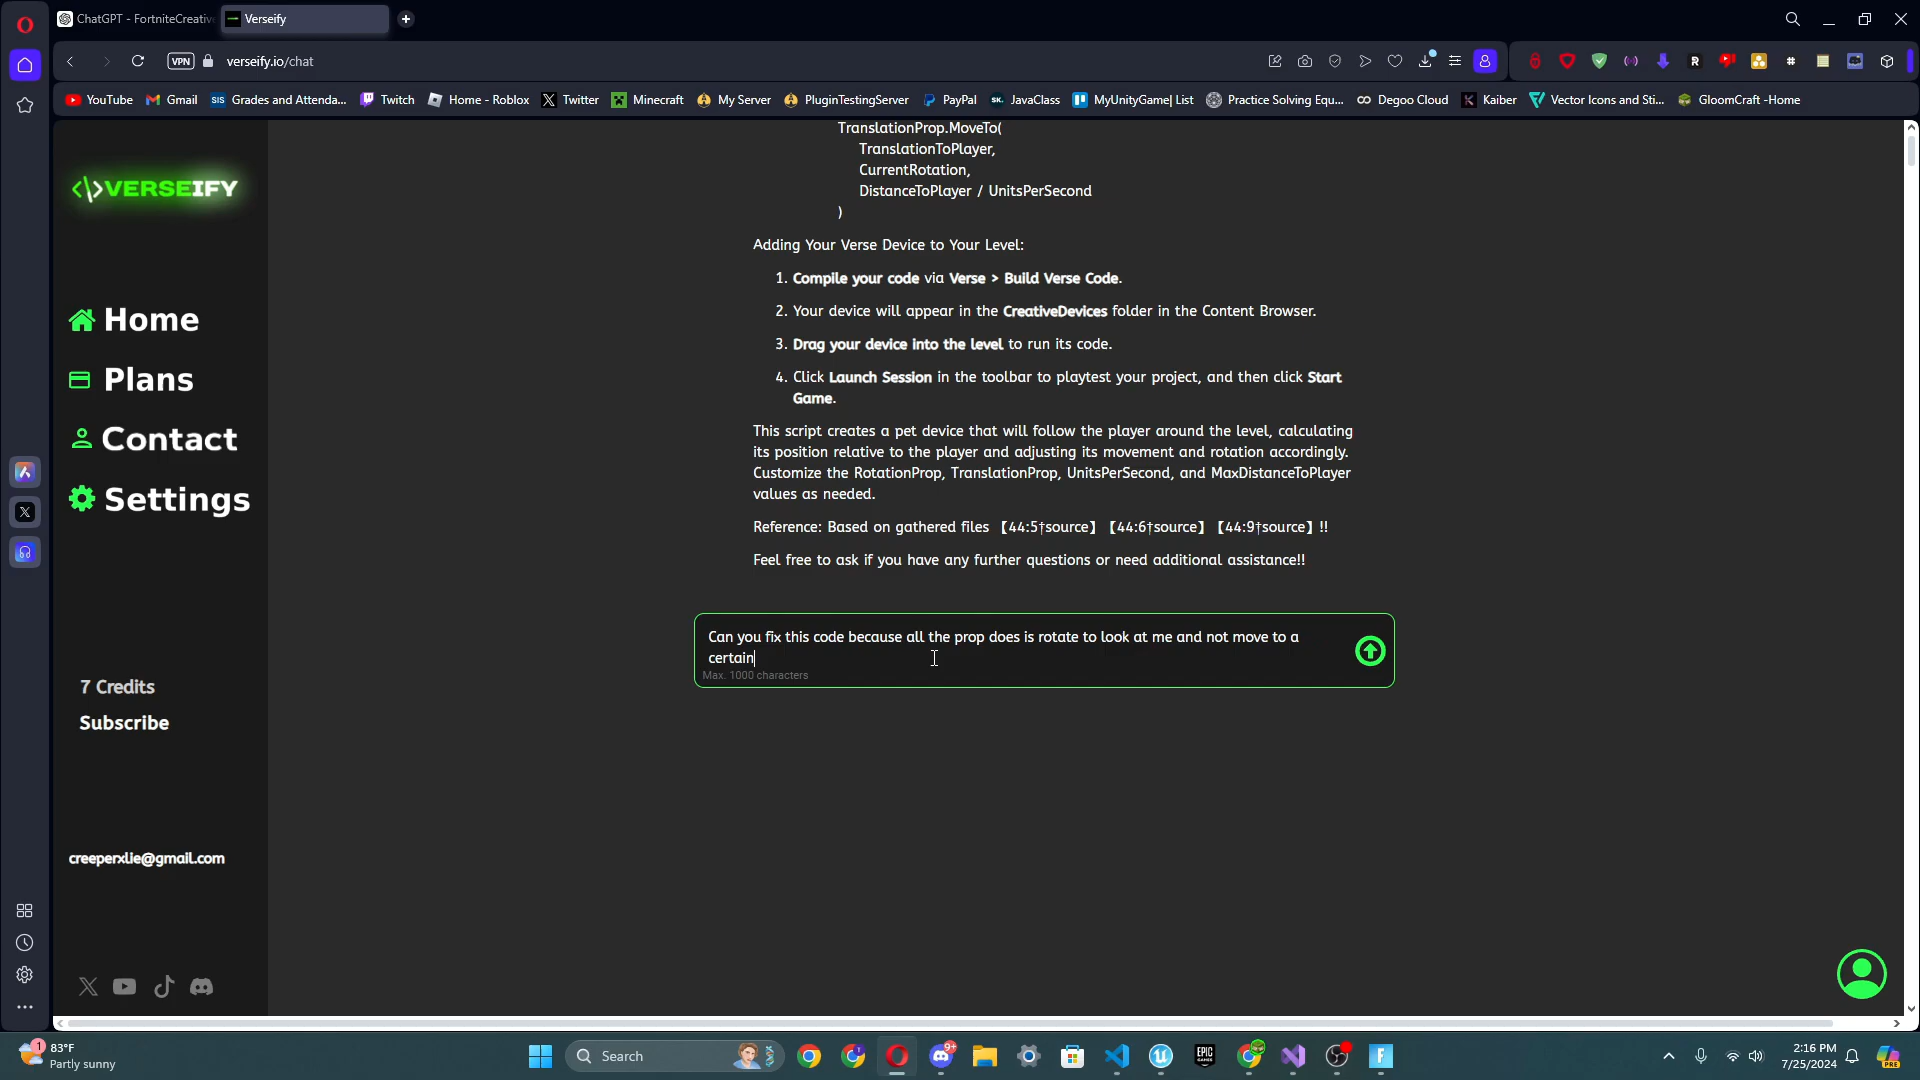 ChatGPT - FortniteCreativ
Verseify
VPN
verseify.io/chat
YouTube
Gmail
SIS
Grades and Attenda...
Twitch
Home - Roblox
Twitter
Minecraft
My Server
PluginTestingServer
PayPal
sk.
JavaClass
MyUnityGame| List
Practice Solving Equ...
Degoo Cloud
Kaiber
Vector Icons and Sti...
GloomCraft -Home
<\>VERSEIFY
Home
Plans
Contact
Settings
7 Credits
Subscribe
creeperxlie@gmail.com
TranslationProp.MoveTo(
TranslationToPlayer,
CurrentRotation,
DistanceToPlayer / UnitsPerSecond
)
Adding Your Verse Device to Your Level:
1. Compile your code via Verse > Build Verse Code.
2. Your device will appear in the CreativeDevices folder in the Content Browser.
3. Drag your device into the level to run its code.
4. Click Launch Session in the toolbar to playtest your project, and then click Start
Game.
This script creates a pet device that will follow the player around the level, calculating
its position relative to the player and adjusting its movement and rotation accordingly.
Customize the RotationProp, TranslationProp, UnitsPerSecond, and MaxDistanceToPlayer
values as needed.
Reference: Based on gathered files 【44:5†source】【44:6†source】【44:9†source】!!
Feel free to ask if you have any further questions or need additional assistance!!
Can you fix this code because all the prop does is rotate to look at me and not move to a
certain
Max. 1000 characters
1
83°F
Partly sunny
Search
9+
EPIC
GAMES
2:16 PM
7/25/2024
PRE